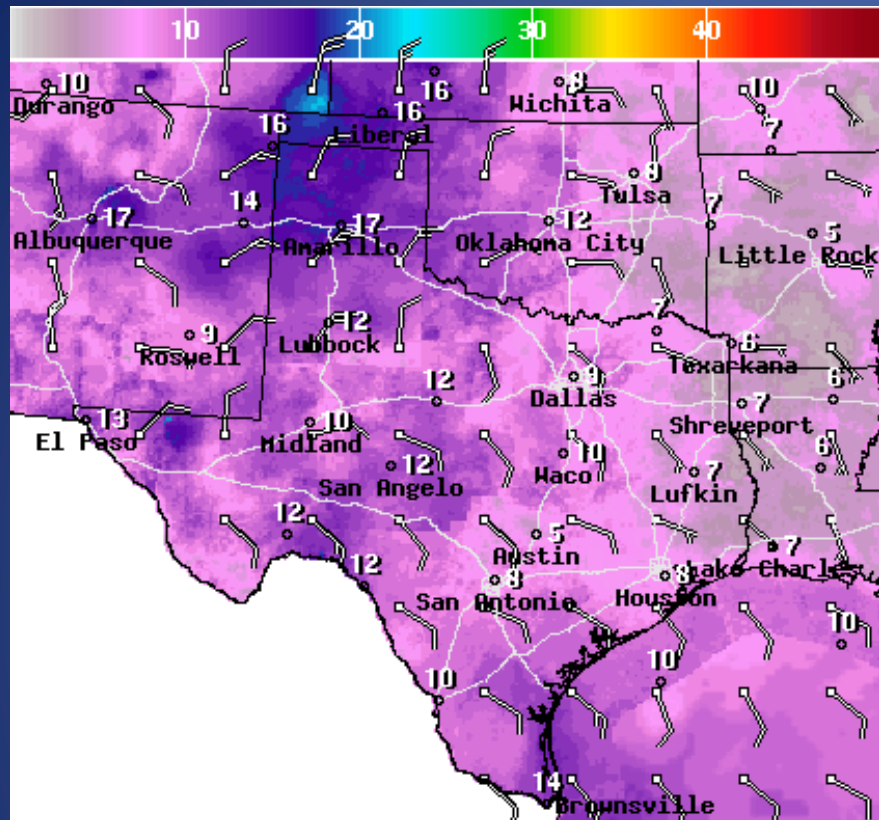 10 20 30 40
10 16 8 10
Durango Wichita
16 16 Liberal 7
8
Tulsa
17 14 17 12 7 5
Albuquerque Amarillo Oklahoma City Little Rock
9 12 7
Roswell Lubbock 8 Texarkana
12 9 Dallas 7 6
13 10 Shreveport
El Paso Midland 10 6
12 Waco 7
San Angelo Lufkin
12 5 7
Austin Lake Charles
12 8 8
San Antonio Houston
10
10 10
14
Brownsville